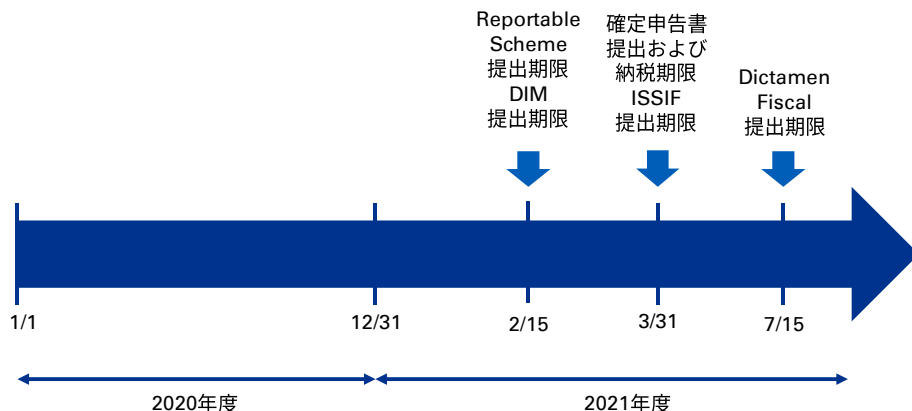 Reportable
Scheme
提出期限
DIM
提出期限
確定申告書
提出および
納税期限
ISSIF
提出期限
Dictamen
Fiscal
提出期限
1/1
12/31
2/15
3/31
7/15
2020年度
2021年度